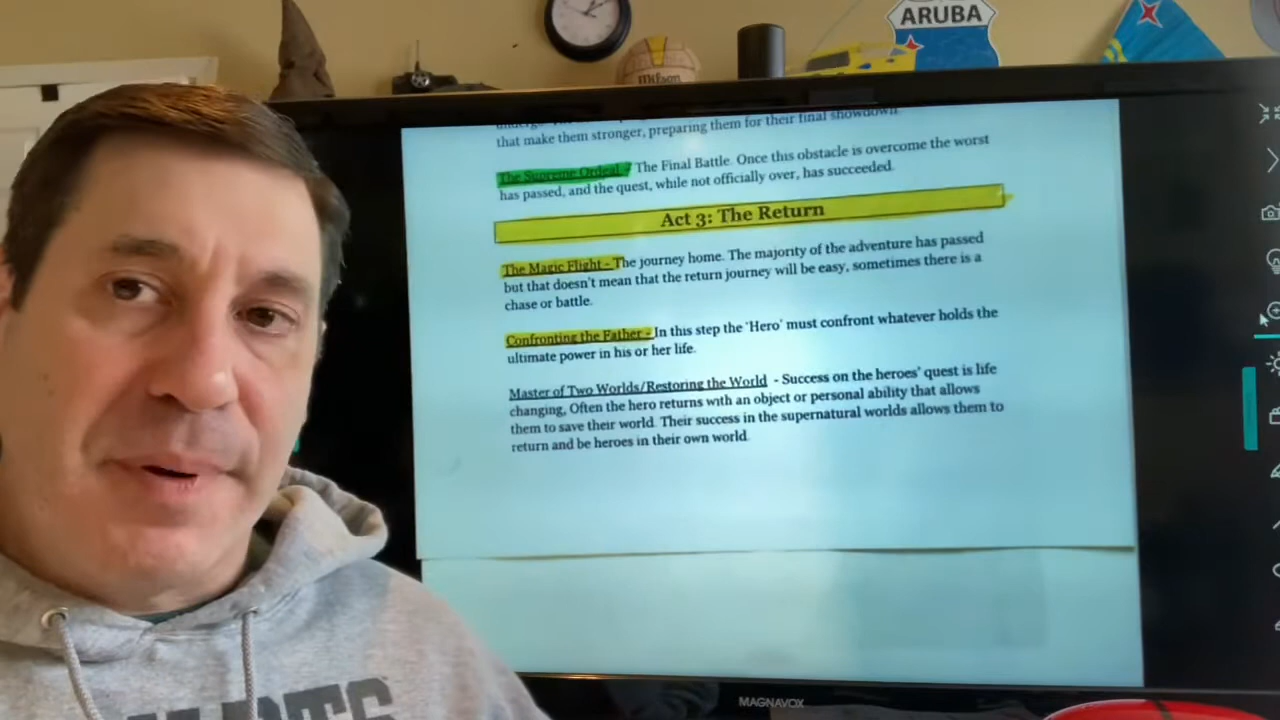 ARUBA
Wilson
that make them stronger, preparing them for their final showdown.
The Supreme Ordeal - The Final Battle. Once this obstacle is overcome the worst
has passed, and the quest, while not officially over, has succeeded.
Act 3: The Return
The Magic Flight - The journey home. The majority of the adventure has passed
but that doesn't mean that the return journey will be easy, sometimes there is a
chase or battle.
Confronting the Father - In this step the 'Hero' must confront whatever holds the
ultimate power in his or her life.
Master of Two Worlds/Restoring the World - Success on the heroes' quest is life
changing, Often the hero returns with an object or personal ability that allows
them to save their world. Their success in the supernatural worlds allows them to
return and be heroes in their own world.
MAGNAVOX